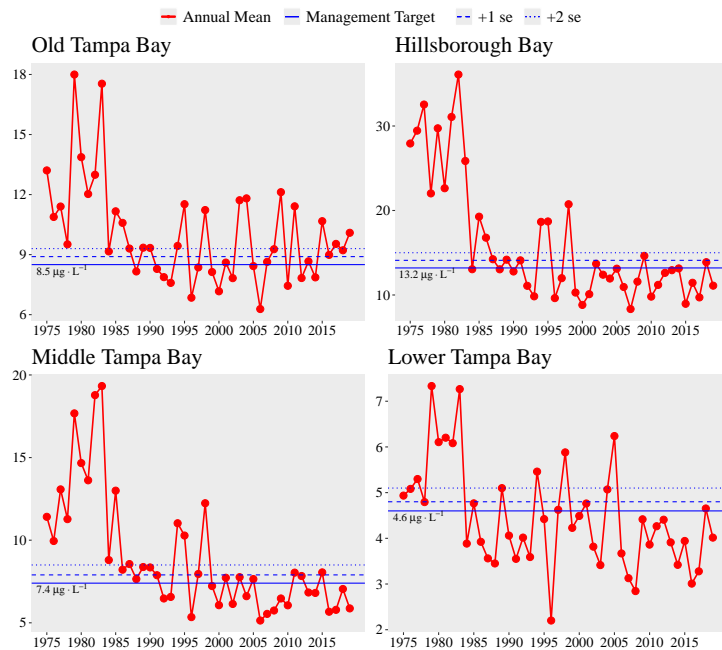 Annual Mean Management Target +1 se +2 se
Old Tampa Bay
18
15
12
9
6
8.5 µg · L⁻¹
1975 1980 1985 1990 1995 2000 2005 2010 2015
Hillsborough Bay
30
20
10
13.2 µg · L⁻¹
1975 1980 1985 1990 1995 2000 2005 2010 2015
Middle Tampa Bay
20
15
10
5
7.4 µg · L⁻¹
1975 1980 1985 1990 1995 2000 2005 2010 2015
Lower Tampa Bay
7
6
5
4
3
2
4.6 µg · L⁻¹
1975 1980 1985 1990 1995 2000 2005 2010 2015